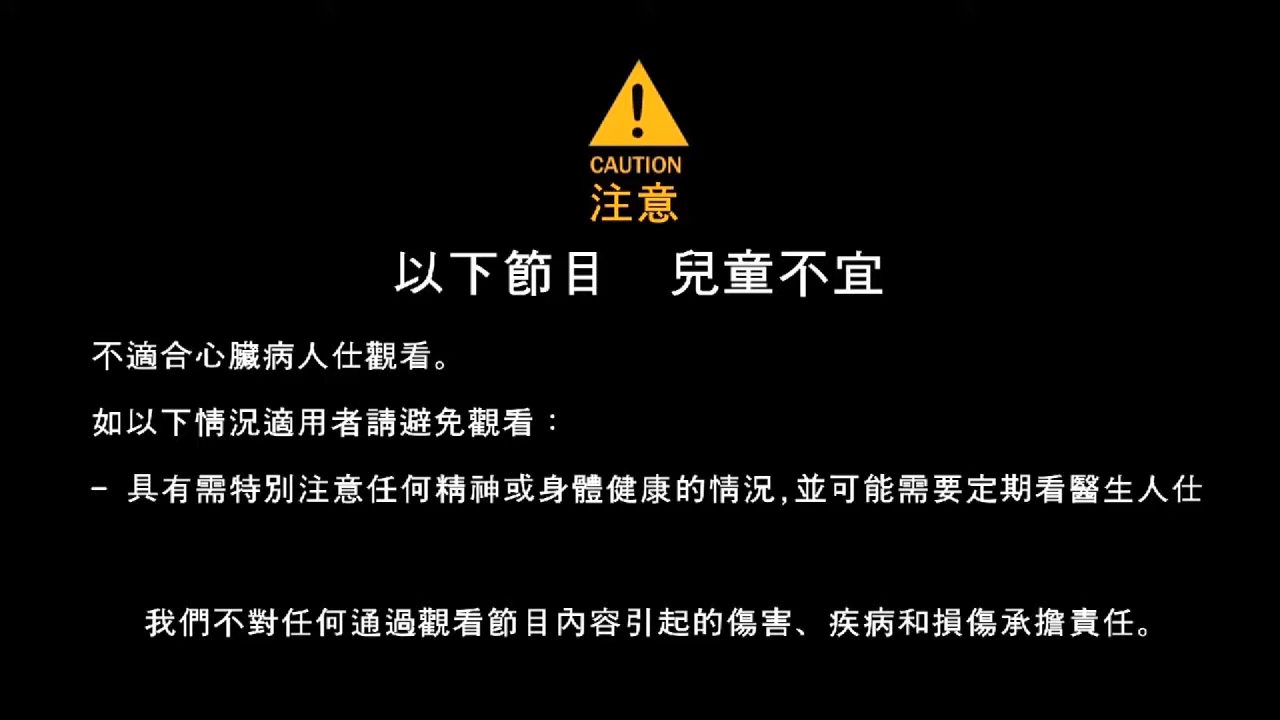 CAUTION
注意
以下節目 兒童不宜
不適合心臟病人仕觀看。
如以下情況適用者請避免觀看：
- 具有需特別注意任何精神或身體健康的情況,並可能需要定期看醫生人仕
我們不對任何通過觀看節目內容引起的傷害、疾病和損傷承擔責任。